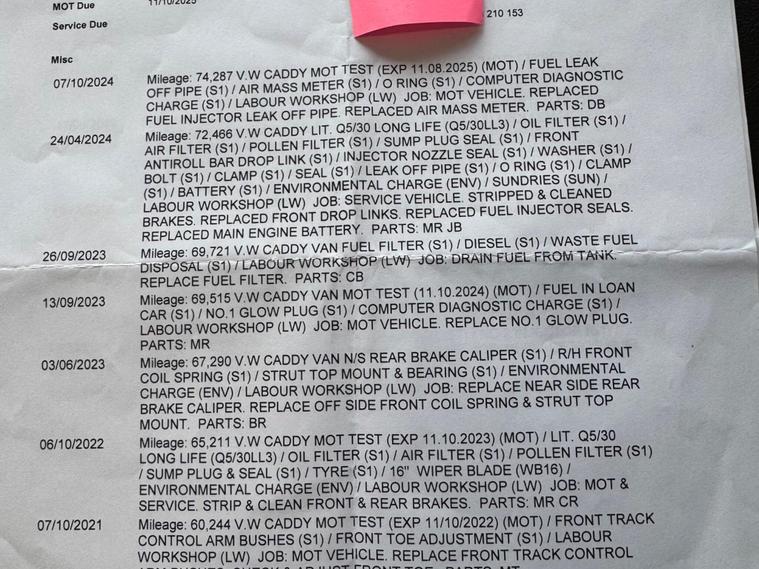 MOT Due 11/10/2025
Service Due 210 153
Misc
07/10/2024 Mileage: 74,287 V.W CADDY MOT TEST (EXP 11.08.2025) (MOT) / FUEL LEAK
OFF PIPE (S1) / AIR MASS METER (S1) / O RING (S1) / COMPUTER DIAGNOSTIC
CHARGE (S1) / LABOUR WORKSHOP (LW) JOB: MOT VEHICLE. REPLACED
FUEL INJECTOR LEAK OFF PIPE. REPLACED AIR MASS METER. PARTS: DB
24/04/2024 Mileage: 72,466 V.W CADDY LIT. Q5/30 LONG LIFE (Q5/30LL3) / OIL FILTER (S1) /
AIR FILTER (S1) / POLLEN FILTER (S1) / SUMP PLUG SEAL (S1) / FRONT
ANTIROLL BAR DROP LINK (S1) / INJECTOR NOZZLE SEAL (S1) / WASHER (S1) /
BOLT (S1) / CLAMP (S1) / SEAL (S1) / LEAK OFF PIPE (S1) / O RING (S1) / CLAMP
(S1) / BATTERY (S1) / ENVIRONMENTAL CHARGE (ENV) / SUNDRIES (SUN) /
LABOUR WORKSHOP (LW) JOB: SERVICE VEHICLE. STRIPPED & CLEANED
BRAKES. REPLACED FRONT DROP LINKS. REPLACED FUEL INJECTOR SEALS.
REPLACED MAIN ENGINE BATTERY. PARTS: MR JB
26/09/2023 Mileage: 69,721 V.W CADDY VAN FUEL FILTER (S1) / DIESEL (S1) / WASTE FUEL
DISPOSAL (S1) / LABOUR WORKSHOP (LW) JOB: DRAIN FUEL FROM TANK.
REPLACE FUEL FILTER. PARTS: CB
13/09/2023 Mileage: 69,515 V.W CADDY VAN MOT TEST (11.10.2024) (MOT) / FUEL IN LOAN
CAR (S1) / NO.1 GLOW PLUG (S1) / COMPUTER DIAGNOSTIC CHARGE (S1) /
LABOUR WORKSHOP (LW) JOB: MOT VEHICLE. REPLACE NO.1 GLOW PLUG.
PARTS: MR
03/06/2023 Mileage: 67,290 V.W CADDY VAN N/S REAR BRAKE CALIPER (S1) / R/H FRONT
COIL SPRING (S1) / STRUT TOP MOUNT & BEARING (S1) / ENVIRONMENTAL
CHARGE (ENV) / LABOUR WORKSHOP (LW) JOB: REPLACE NEAR SIDE REAR
BRAKE CALIPER. REPLACE OFF SIDE FRONT COIL SPRING & STRUT TOP
MOUNT. PARTS: BR
06/10/2022 Mileage: 65,211 V.W CADDY MOT TEST (EXP 11.10.2023) (MOT) / LIT. Q5/30
LONG LIFE (Q5/30LL3) / OIL FILTER (S1) / AIR FILTER (S1) / POLLEN FILTER (S1)
/ SUMP PLUG & SEAL (S1) / TYRE (S1) / 16" WIPER BLADE (WB16) /
ENVIRONMENTAL CHARGE (ENV) / LABOUR WORKSHOP (LW) JOB: MOT &
SERVICE. STRIP & CLEAN FRONT & REAR BRAKES. PARTS: MR CR
07/10/2021 Mileage: 60,244 V.W CADDY MOT TEST (EXP 11/10/2022) (MOT) / FRONT TRACK
CONTROL ARM BUSHES (S1) / FRONT TOE ADJUSTMENT (S1) / LABOUR
WORKSHOP (LW) JOB: MOT VEHICLE. REPLACE FRONT TRACK CONTROL
ARM BUSHES. CHECK & ADJUST FRONT TOE. PARTS: MT